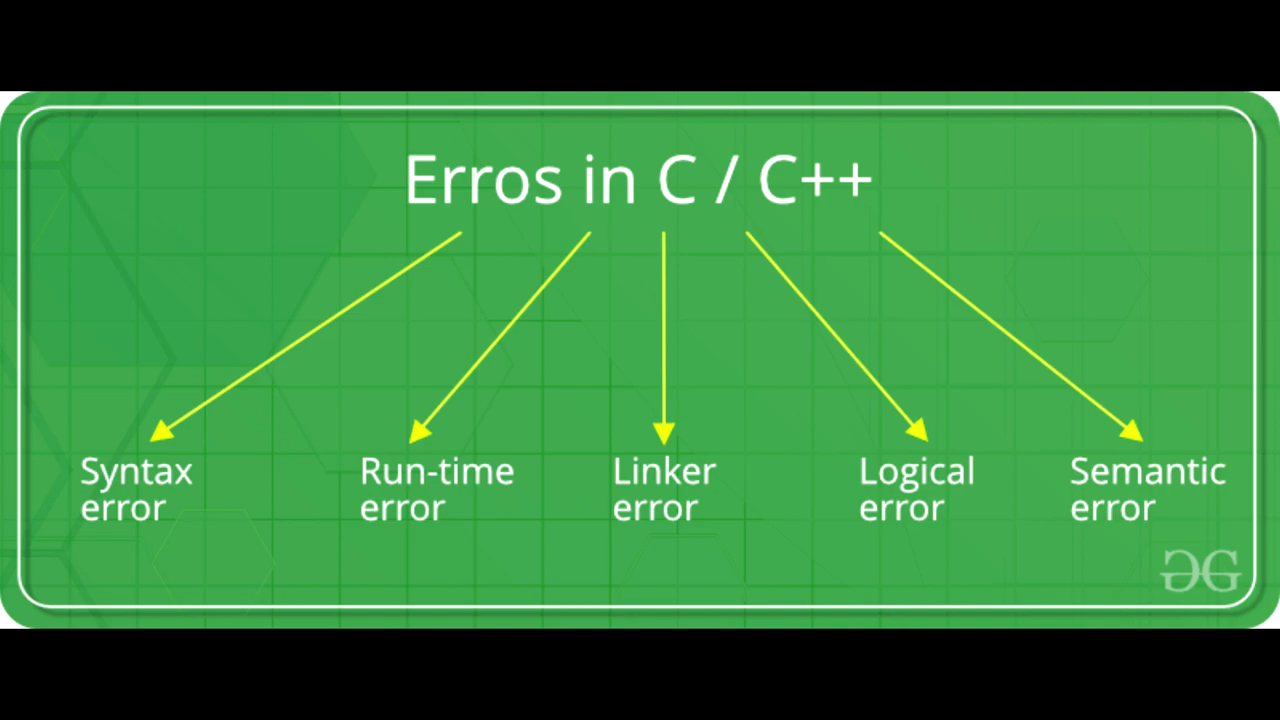 Erros in C / C++
Syntax
error
Run-time
error
Linker
error
Logical
error
Semantic
error